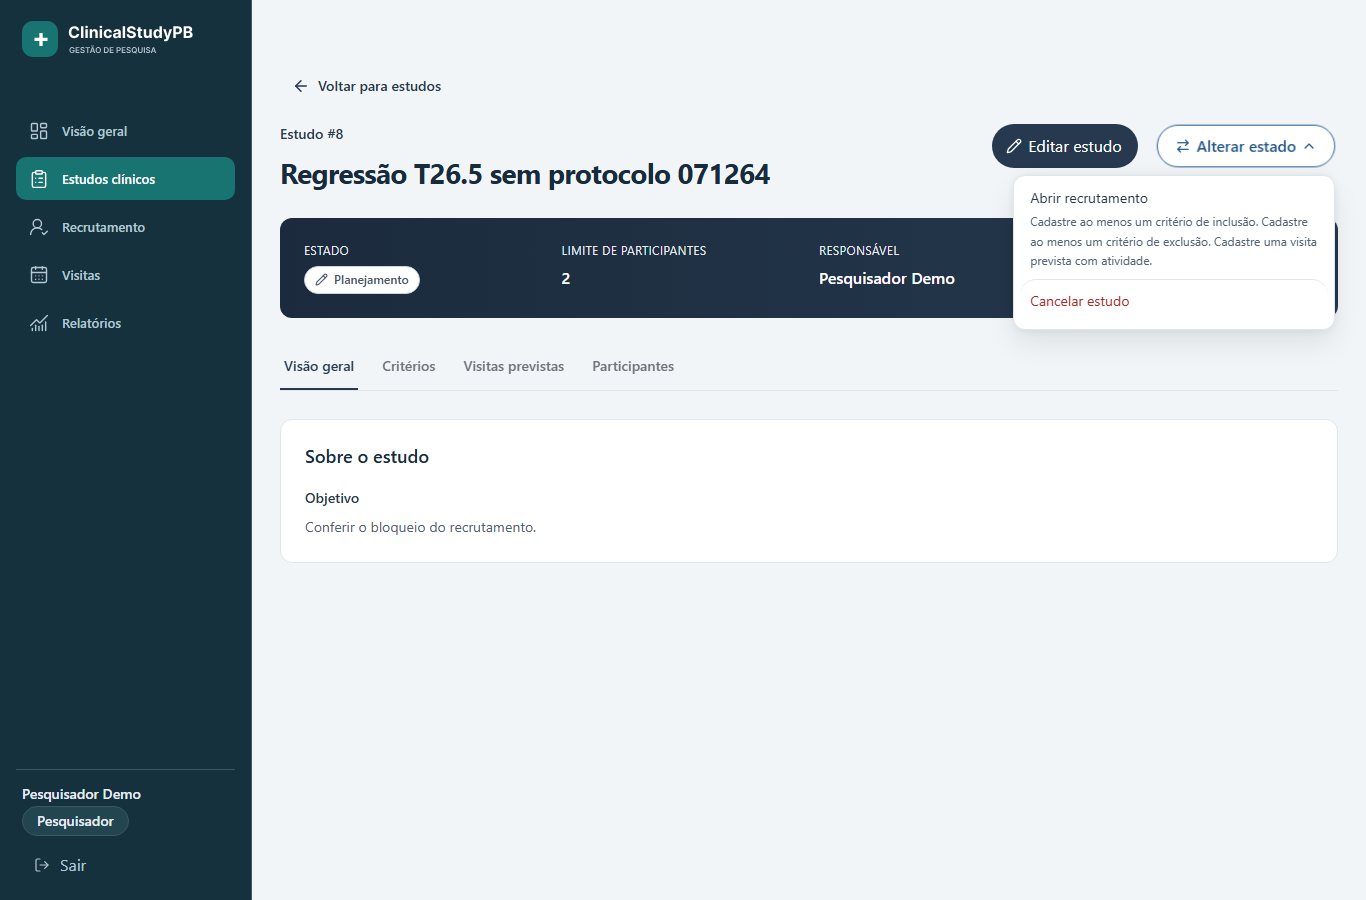 ClinicalStudyPB
GESTÃO DE PESQUISA
Visão geral
Estudos clínicos
Recrutamento
Visitas
Relatórios
Pesquisador Demo
Pesquisador
Sair
Voltar para estudos
Estudo #8
Regressão T26.5 sem protocolo 071264
Editar estudo
Alterar estado
Abrir recrutamento
Cadastre ao menos um critério de inclusão. Cadastre
ao menos um critério de exclusão. Cadastre uma visita
prevista com atividade.
Cancelar estudo
ESTADO
Planejamento
LIMITE DE PARTICIPANTES
2
RESPONSÁVEL
Pesquisador Demo
Visão geral
Critérios
Visitas previstas
Participantes
Sobre o estudo
Objetivo
Conferir o bloqueio do recrutamento.